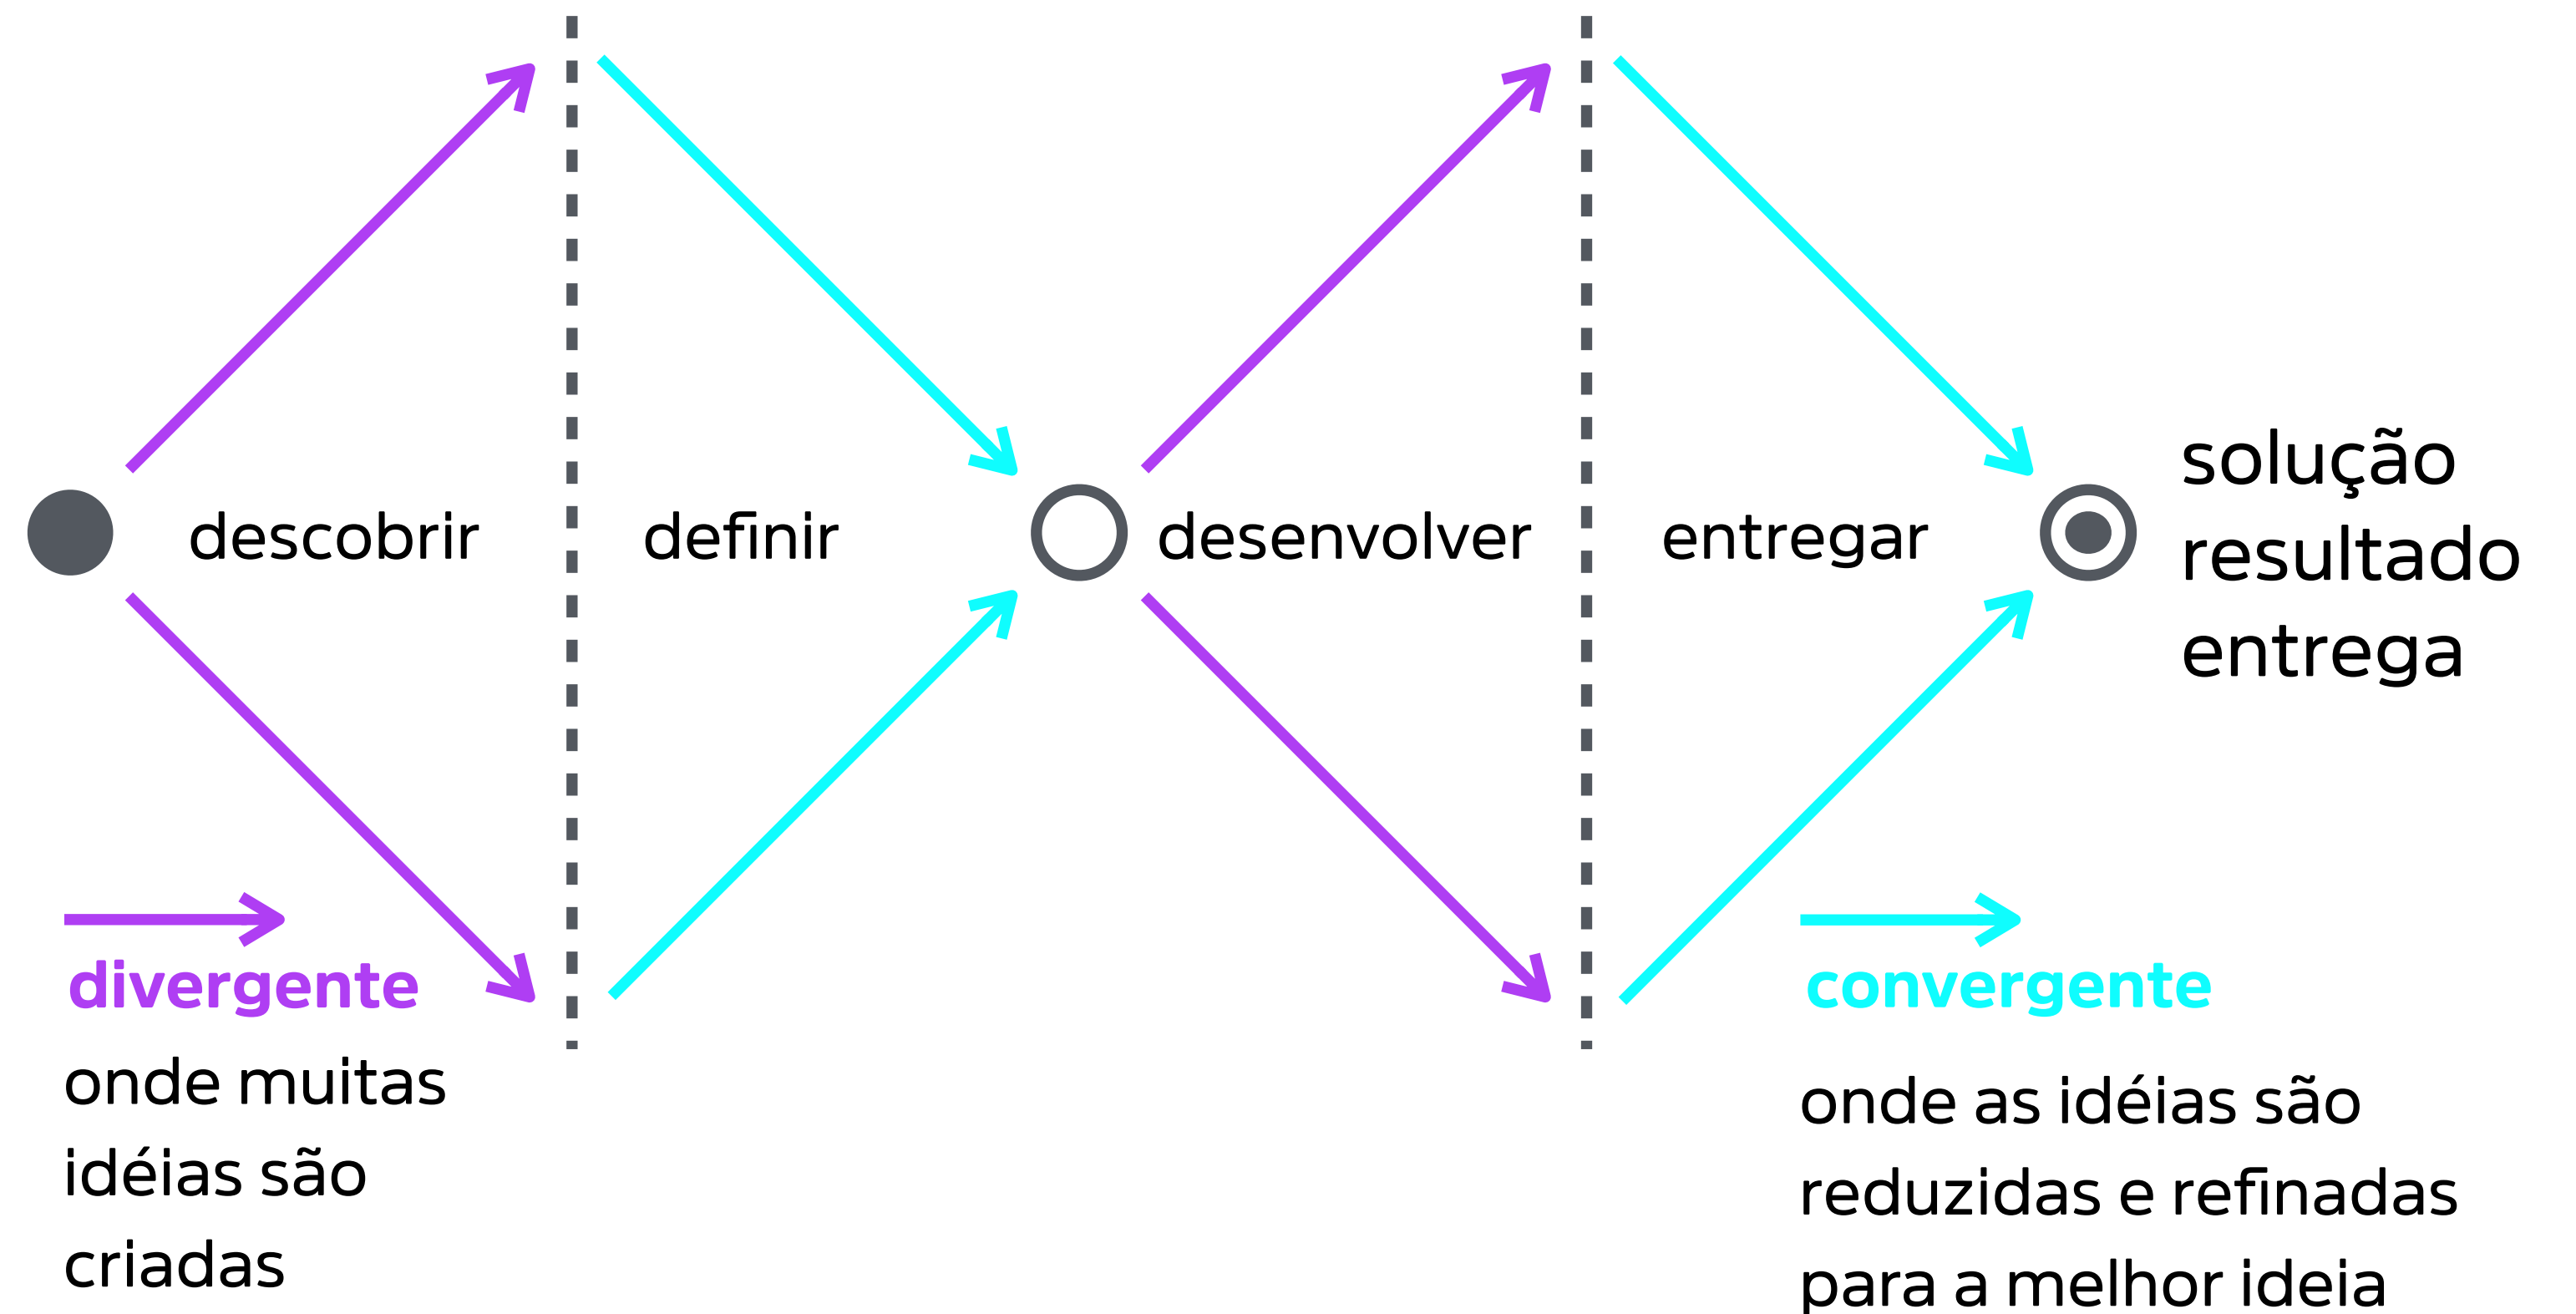 descobrir
definir
desenvolver
entregar
solução
resultado
entrega
divergente
onde muitas
idéias são
criadas
convergente
onde as idéias são
reduzidas e refinadas
para a melhor ideia